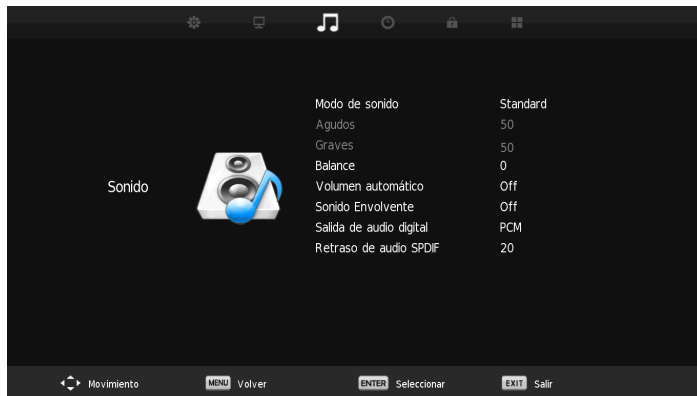 Modo de sonido Standard
Agudos 50
Graves 50
Balance 0
Sonido
Volumen automático Off
Sonido Envolvente Off
Salida de audio digital PCM
Retraso de audio SPDIF 20
Movimiento MENU Volver ENTER Seleccionar EXIT Salir